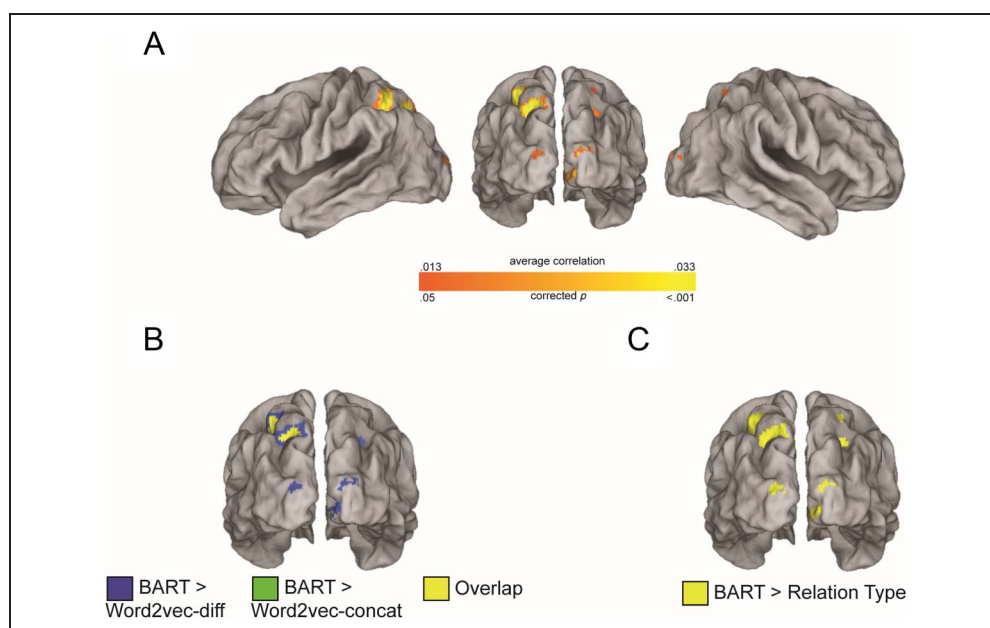 A
average correlation
.013 .033
.05 corrected p <.001
B
C
BART > Word2vec-diff
BART > Word2vec-concat
Overlap
BART > Relation Type